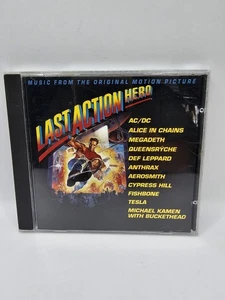 MUSIC FROM THE ORIGINAL MOTION PICTURE
LAST ACTION HERO
AC/DC
ALICE IN CHAINS
MEGADETH
QUEENSRŸCHE
DEF LEPPARD
ANTHRAX
AEROSMITH
CYPRESS HILL
FISHBONE
TESLA
MICHAEL KAMEN
WITH BUCKETHEAD